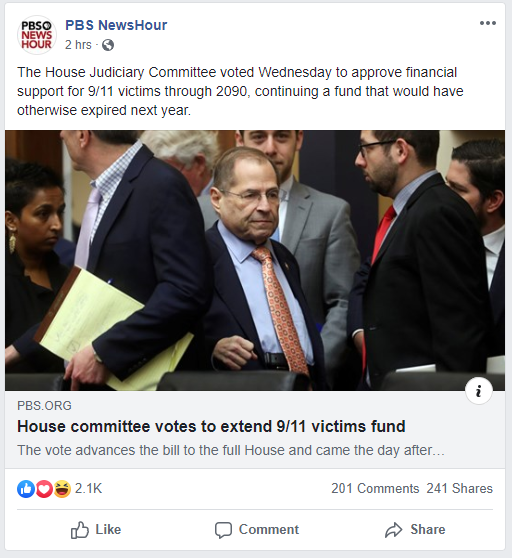 PBS
NEWS
HOUR
PBS NewsHour
2 hrs ·
The House Judiciary Committee voted Wednesday to approve financial
support for 9/11 victims through 2090, continuing a fund that would have
otherwise expired next year.
i
PBS.ORG
House committee votes to extend 9/11 victims fund
The vote advances the bill to the full House and came the day after…
2.1K
201 Comments 241 Shares
Like
Comment
Share